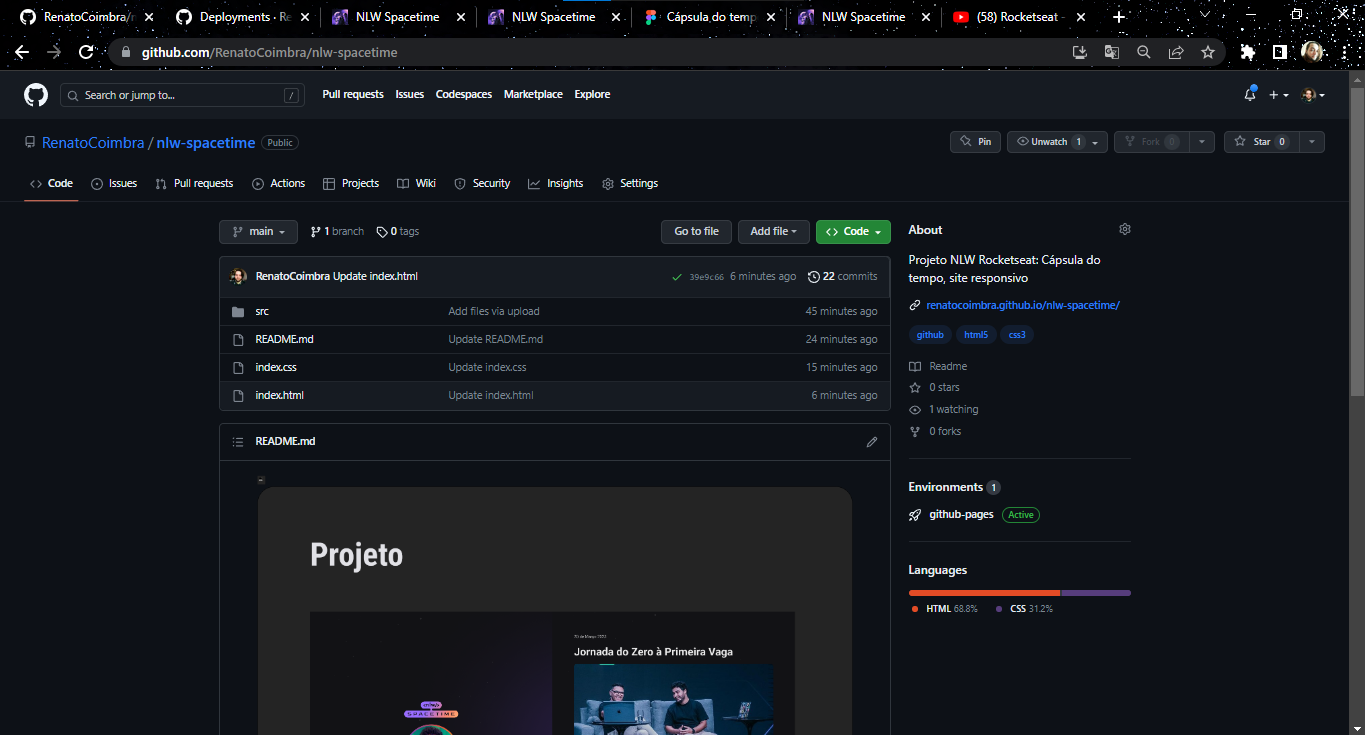 RenatoCoimbra/n
Deployments · Re
NLW Spacetime
NLW Spacetime
Cápsula do temp
NLW Spacetime
(58) Rocketseat -
github.com/RenatoCoimbra/nlw-spacetime
Search or jump to...
/
Pull requests
Issues
Codespaces
Marketplace
Explore
RenatoCoimbra / nlw-spacetime
Public
Pin
Unwatch 1
Fork 0
Star 0
Code
Issues
Pull requests
Actions
Projects
Wiki
Security
Insights
Settings
main
1 branch
0 tags
Go to file
Add file
Code
RenatoCoimbra Update index.html
39e9c66 6 minutes ago
22 commits
src
Add files via upload
45 minutes ago
README.md
Update README.md
24 minutes ago
index.css
Update index.css
15 minutes ago
index.html
Update index.html
6 minutes ago
README.md
Projeto
Jornada do Zero à Primeira Vaga
SPACETIME
About
Projeto NLW Rocketseat: Cápsula do
tempo, site responsivo
renatocoimbra.github.io/nlw-spacetime/
github
html5
css3
Readme
0 stars
1 watching
0 forks
Environments 1
github-pages
Active
Languages
HTML 68.8%
CSS 31.2%